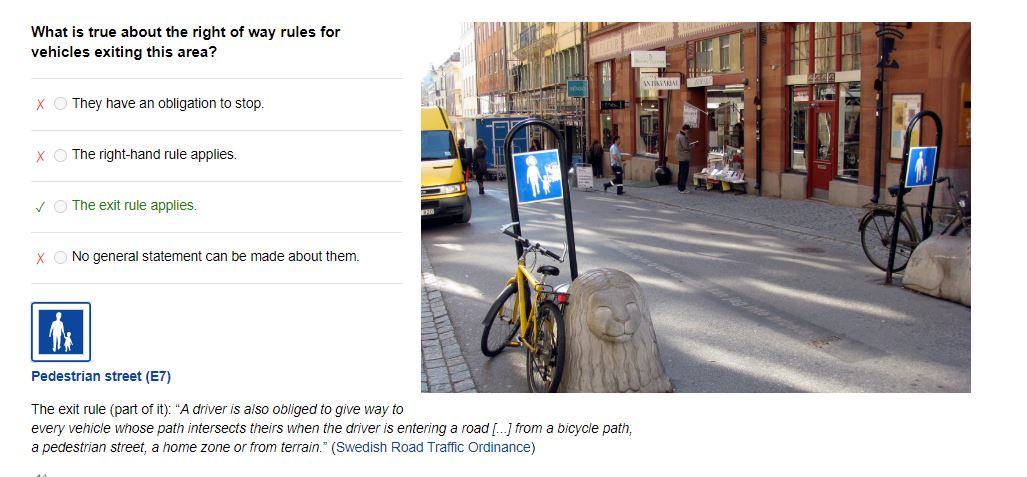 What is true about the right of way rules for
vehicles exiting this area?
X They have an obligation to stop.
X The right-hand rule applies.
✓ The exit rule applies.
X No general statement can be made about them.
Pedestrian street (E7)
The exit rule (part of it): “A driver is also obliged to give way to
every vehicle whose path intersects theirs when the driver is entering a road [...] from a bicycle path,
a pedestrian street, a home zone or from terrain.” (Swedish Road Traffic Ordinance)
ANTIKVARIAT